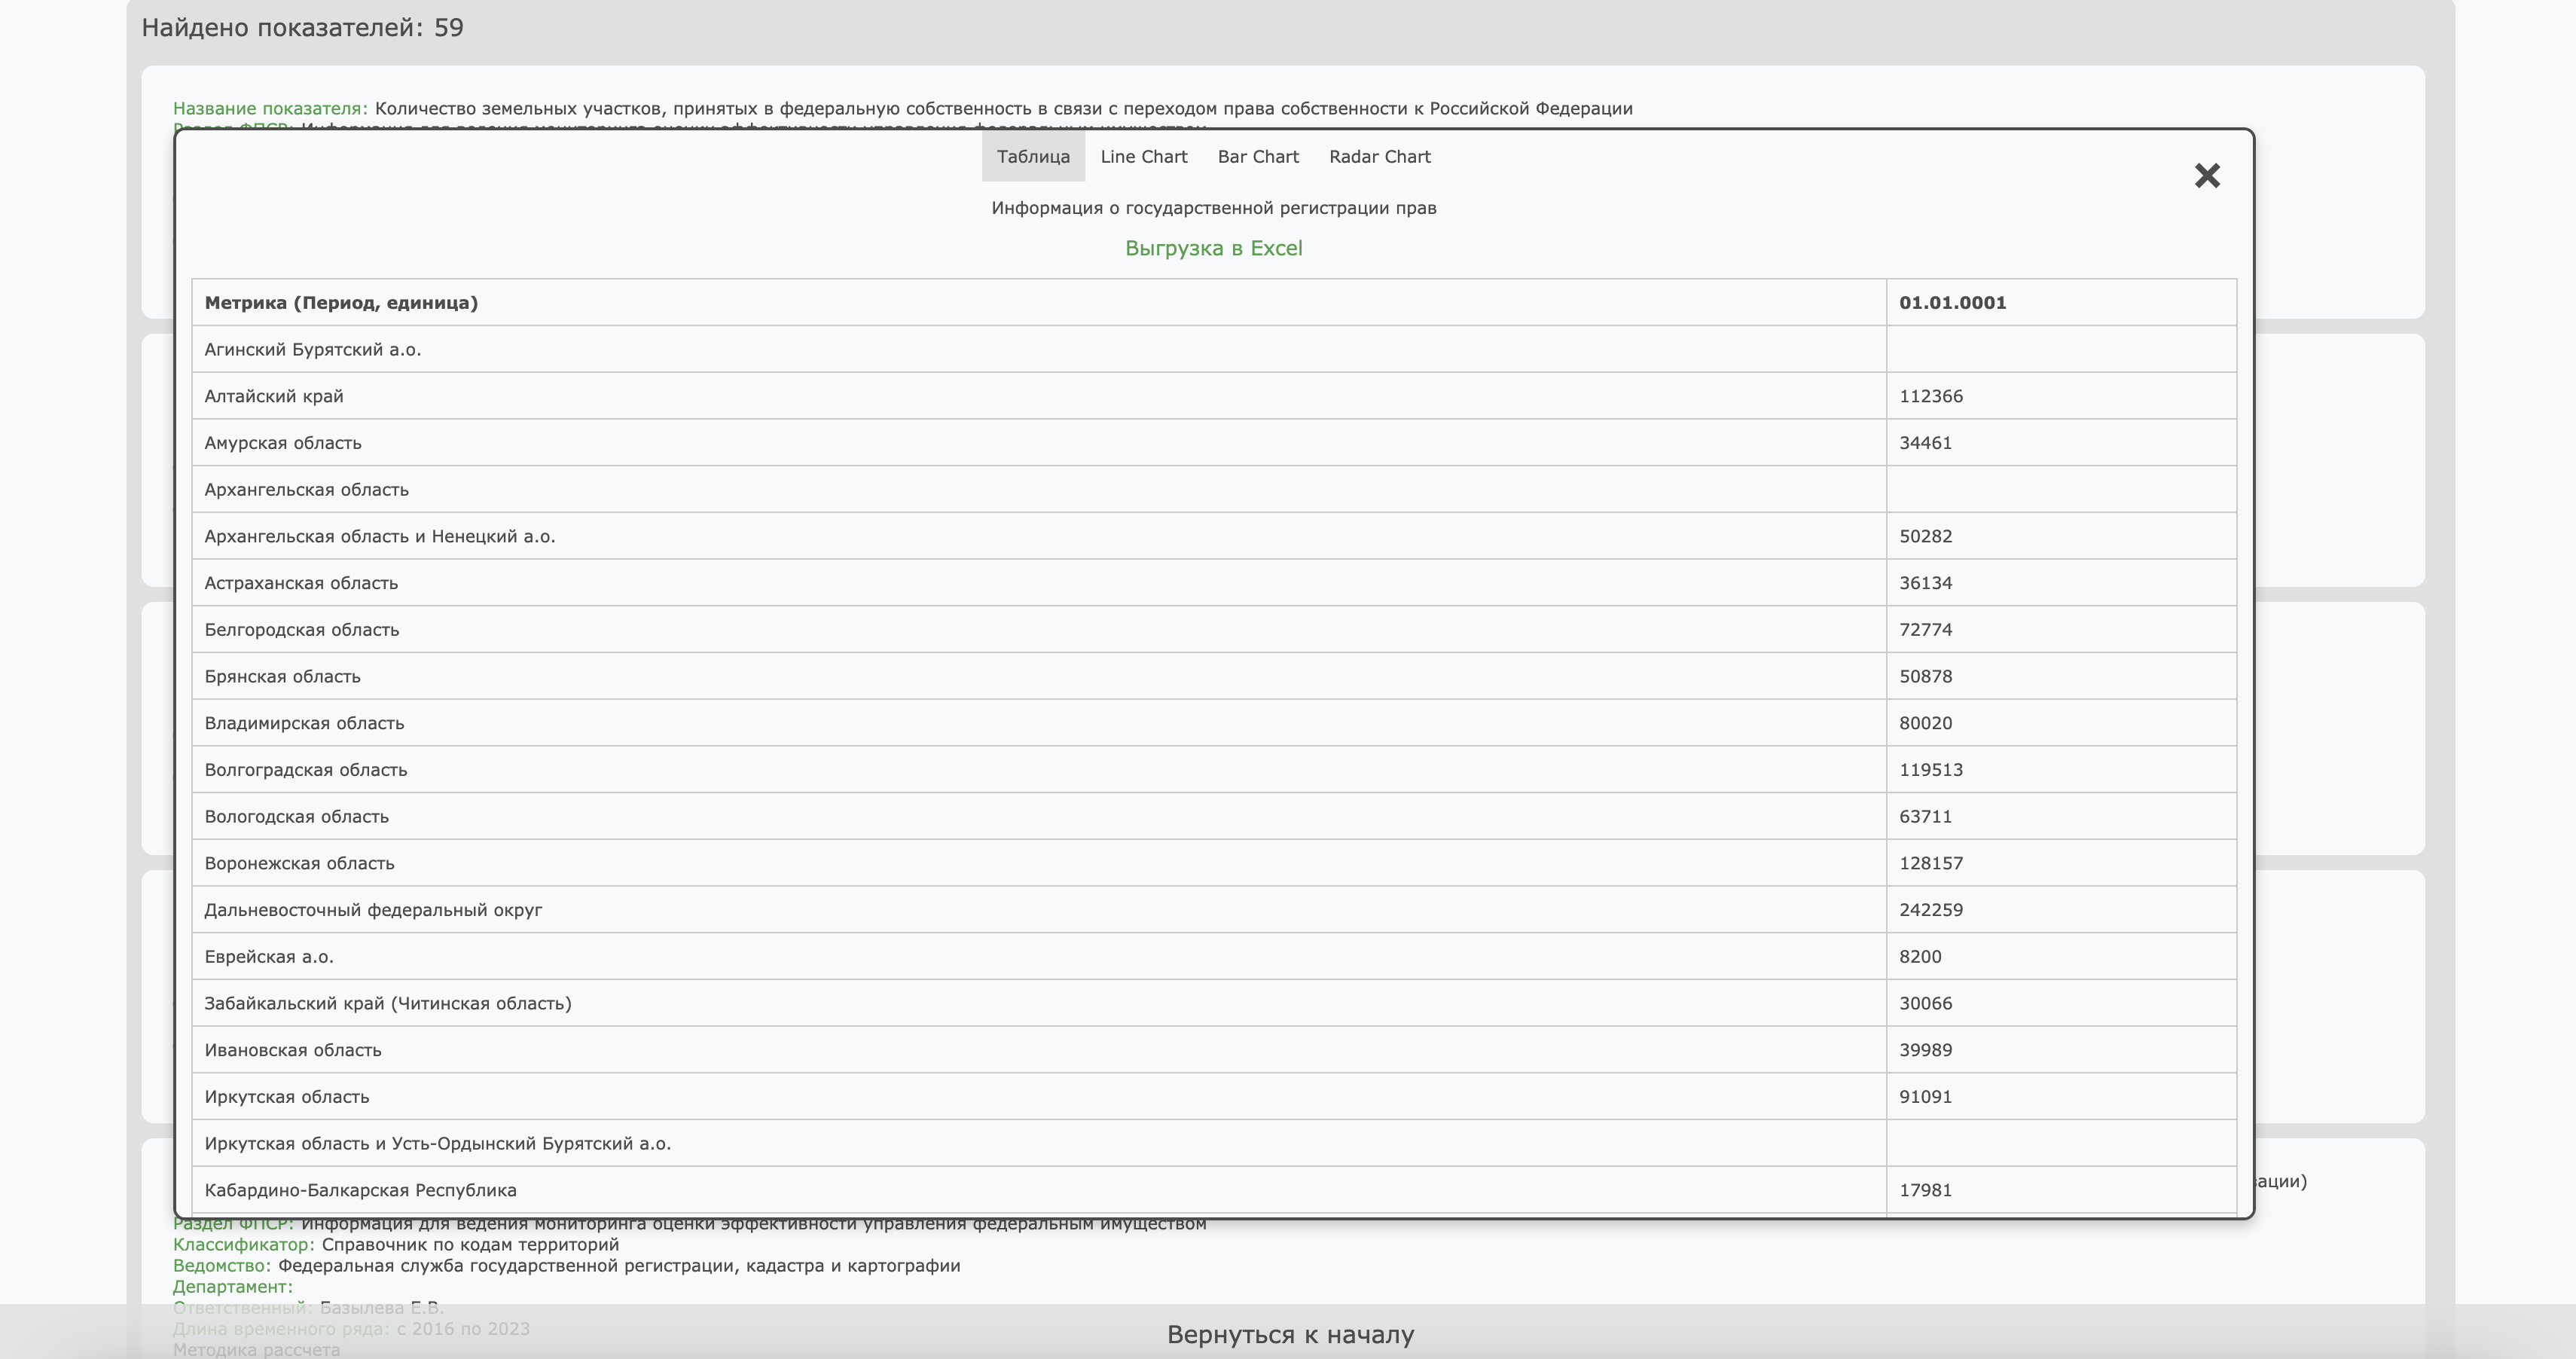 Найдено показателей: 59
Название показателя: Количество земельных участков, принятых в федеральную собственность в связи с переходом права собственности к Российской Федерации
Таблица Line Chart Bar Chart Radar Chart
Информация о государственной регистрации прав
Выгрузка в Excel
Метрика (Период, единица) 01.01.0001
Агинский Бурятский а.о.
Алтайский край 112366
Амурская область 34461
Архангельская область
Архангельская область и Ненецкий а.о. 50282
Астраханская область 36134
Белгородская область 72774
Брянская область 50878
Владимирская область 80020
Волгоградская область 119513
Вологодская область 63711
Воронежская область 128157
Дальневосточный федеральный округ 242259
Еврейская а.о. 8200
Забайкальский край (Читинская область) 30066
Ивановская область 39989
Иркутская область 91091
Иркутская область и Усть-Ордынский Бурятский а.о.
Кабардино-Балкарская Республика 17981
ации)
Раздел ФПСР: Информация для ведения мониторинга оценки эффективности управления федеральным имуществом
Классификатор: Справочник по кодам территорий
Ведомство: Федеральная служба государственной регистрации, кадастра и картографии
Департамент:
Ответственный: Базылева Е.В.
Длина временного ряда: с 2016 по 2023
Вернуться к началу
Методика рассчета